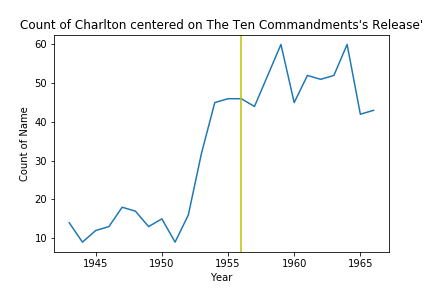 Count of Charlton centered on The Ten Commandments's Release'
60
50
40
30
20
10
Count of Name
1945 1950 1955 1960 1965
Year